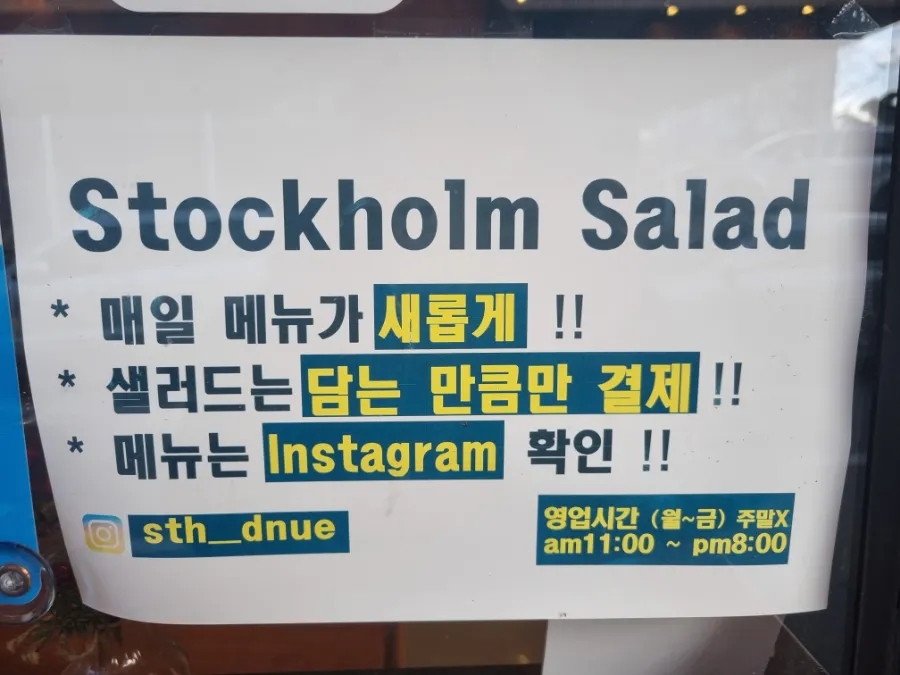 Stockholm Salad
* 매일 메뉴가 새롭게 !!
* 샐러드는 담는 만큼만 결제 !!
* 메뉴는 Instagram 확인 !!
sth__dnue
영업시간 (월~금) 주말X
am11:00 ~ pm8:00